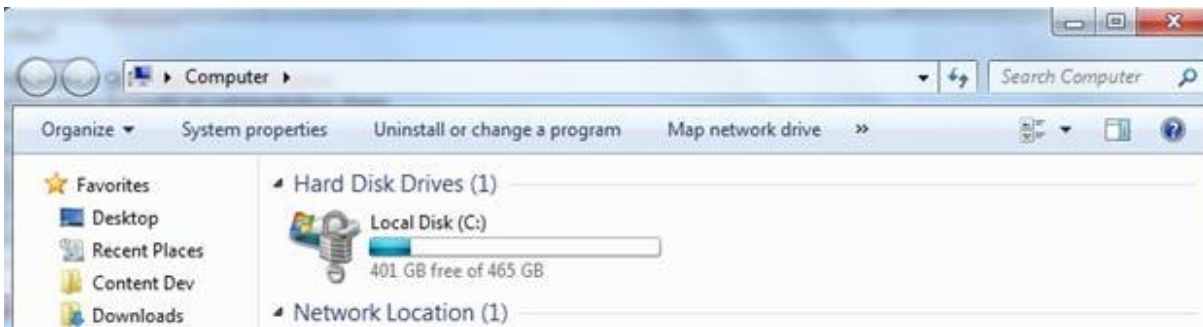 Computer
Search Computer
Organize
System properties
Uninstall or change a program
Map network drive
»
Favorites
Desktop
Recent Places
Content Dev
Downloads
Hard Disk Drives (1)
Local Disk (C:)
401 GB free of 465 GB
Network Location (1)